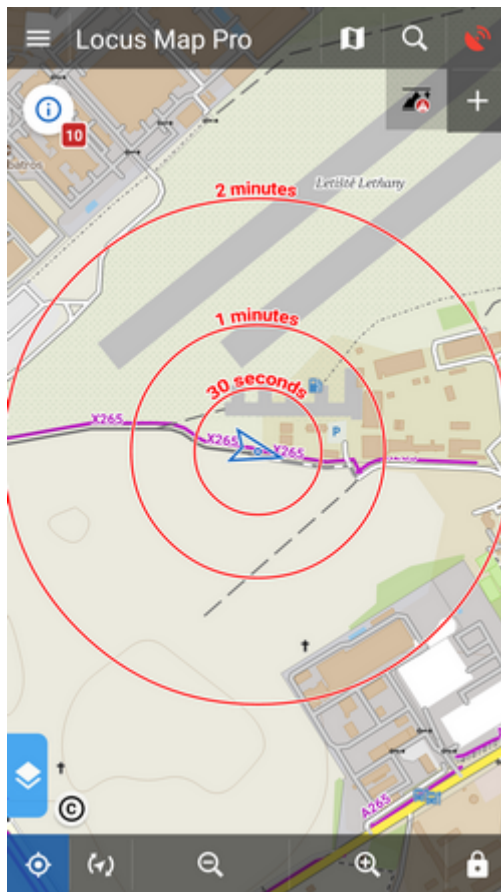 Locus Map Pro
10
2 minutes
Letiště Letňany
1 minutes
30 seconds
P
X265
X265
X265
A265
C